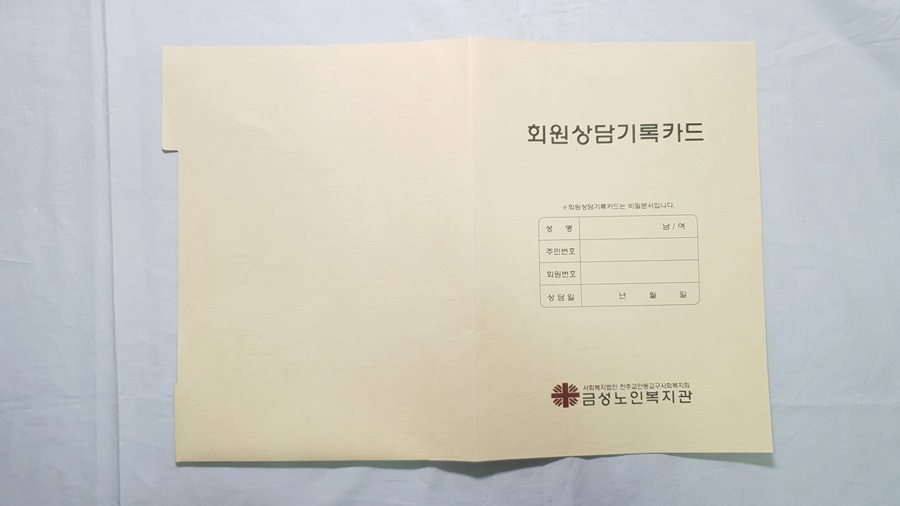 회원상담기록카드
※회원상담기록카드는 비밀문서입니다.
성 명 남 / 여
주민번호
회원번호
상담일 년 월 일
사회복지법인 천주교안동교구사회복지회
금성노인복지관